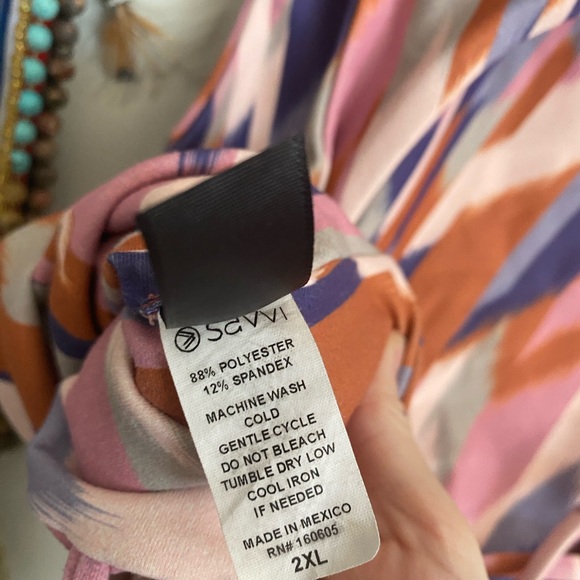 savvi
88% POLYESTER
12% SPANDEX
MACHINE WASH
COLD
GENTLE CYCLE
DO NOT BLEACH
TUMBLE DRY LOW
COOL IRON
IF NEEDED
MADE IN MEXICO
RN# 160605
2XL